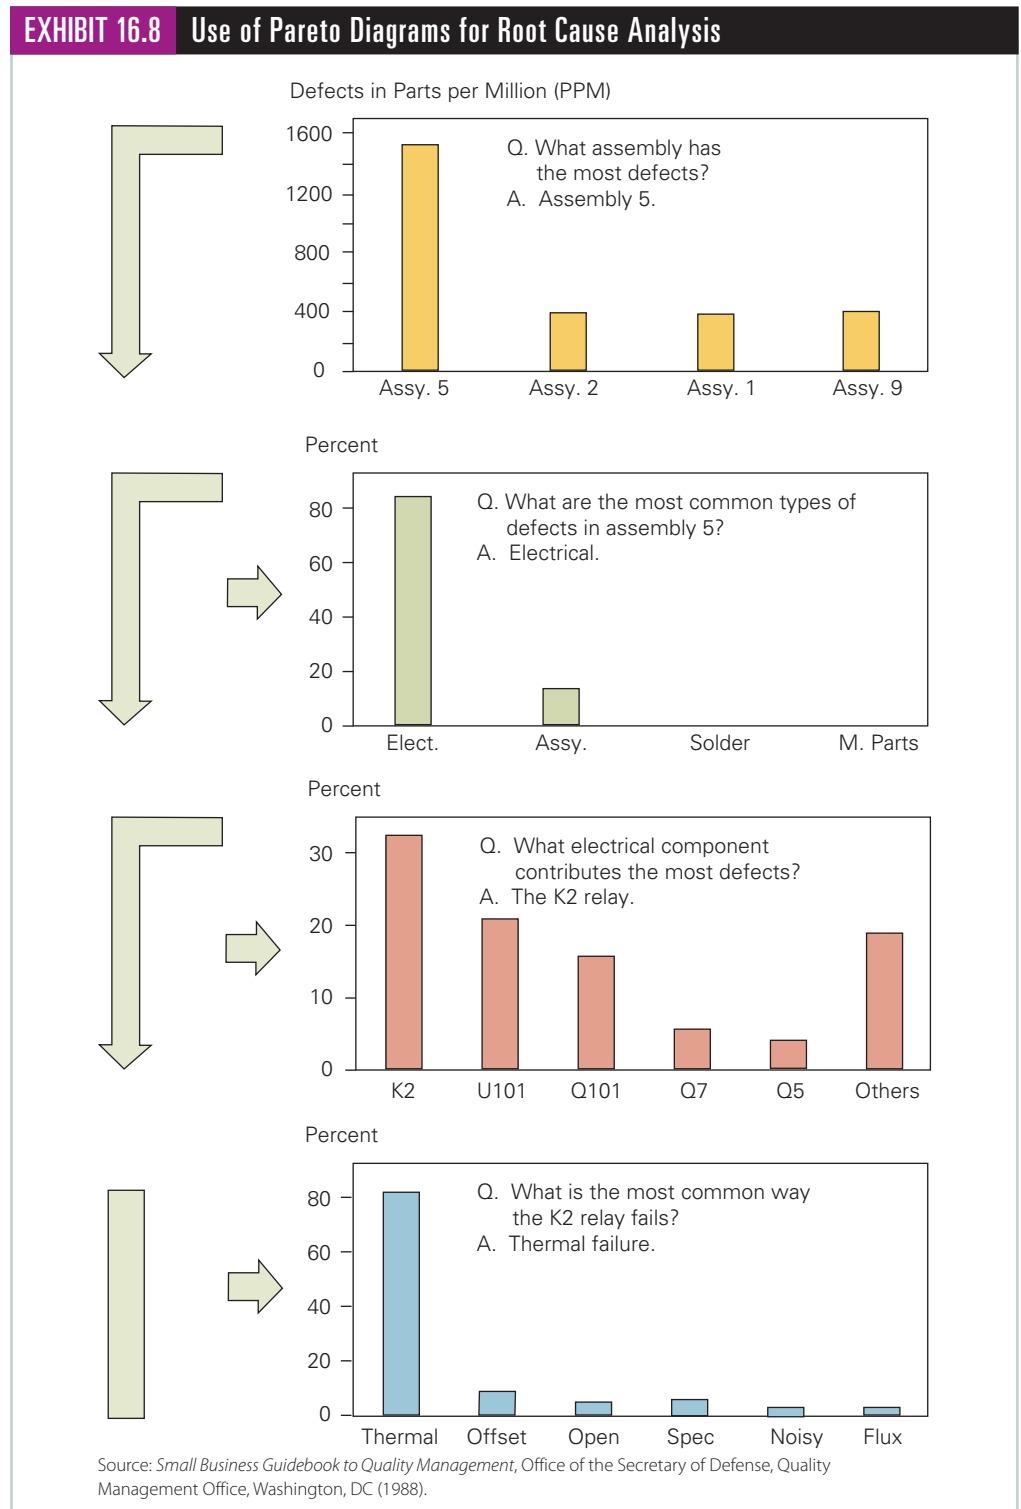 EXHIBIT 16.8 Use of Pareto Diagrams for Root Cause Analysis
Defects in Parts per Million (PPM)
1600
1200
800
400
0
Q. What assembly has
the most defects?
A. Assembly 5.
Assy. 5 Assy. 2 Assy. 1 Assy. 9
Percent
80
60
40
20
0
Q. What are the most common types of
defects in assembly 5?
A. Electrical.
Elect. Assy. Solder M. Parts
Percent
30
20
10
0
Q. What electrical component
contributes the most defects?
A. The K2 relay.
K2 U101 Q101 Q7 Q5 Others
Percent
80
60
40
20
0
Q. What is the most common way
the K2 relay fails?
A. Thermal failure.
Thermal Offset Open Spec Noisy Flux
Source: Small Business Guidebook to Quality Management, Office of the Secretary of Defense, Quality
Management Office, Washington, DC (1988).